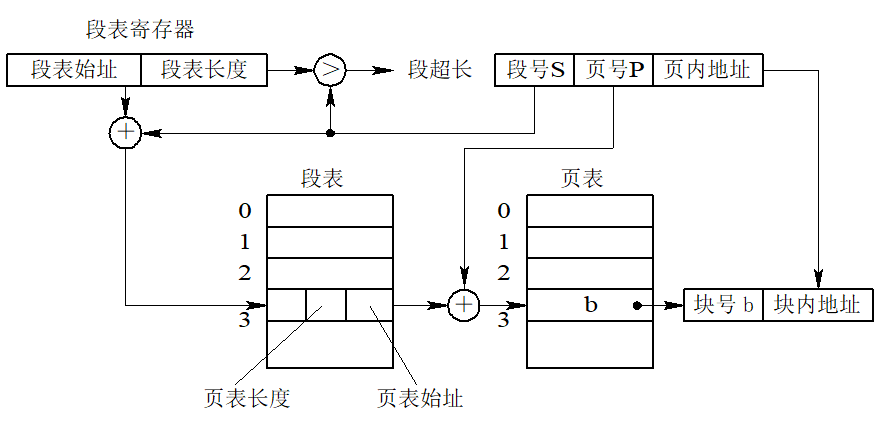 段表寄存器
段表始址 段表长度 > 段超长 段号S 页号P 页内地址
+
段表 页表
0 0
1 1
2 2
+ b 块号 b 块内地址
3 3
页表长度 页表始址